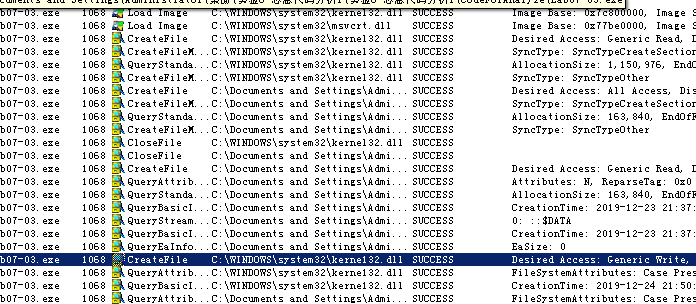 b07-03.exe 1068 Load Image C:\WINDOWS\system32\kernel32.dll SUCCESS Image Base: 0x7c800000, Image S
b07-03.exe 1068 Load Image C:\WINDOWS\system32\msvcrt.dll SUCCESS Image Base: 0x77be0000, Image S
b07-03.exe 1068 CreateFile C:\WINDOWS\system32\kernel32.dll SUCCESS Desired Access: Generic Read, D
b07-03.exe 1068 CreateFileM... C:\WINDOWS\system32\kernel32.dll SUCCESS SyncType: SyncTypeCreateSection
b07-03.exe 1068 QueryStanda... C:\WINDOWS\system32\kernel32.dll SUCCESS AllocationSize: 1,150,976, EndO
b07-03.exe 1068 CreateFileM... C:\WINDOWS\system32\kernel32.dll SUCCESS SyncType: SyncTypeOther
b07-03.exe 1068 CreateFile C:\Documents and Settings\Admi... SUCCESS Desired Access: All Access, Dis
b07-03.exe 1068 CreateFileM... C:\Documents and Settings\Admi... SUCCESS SyncType: SyncTypeCreateSection
b07-03.exe 1068 QueryStanda... C:\Documents and Settings\Admi... SUCCESS AllocationSize: 163,840, EndOfF
b07-03.exe 1068 CreateFileM... C:\Documents and Settings\Admi... SUCCESS SyncType: SyncTypeOther
b07-03.exe 1068 CloseFile C:\WINDOWS\system32\kernel32.dll SUCCESS
b07-03.exe 1068 CloseFile C:\Documents and Settings\Admi... SUCCESS
b07-03.exe 1068 CreateFile C:\Documents and Settings\Admi... SUCCESS Desired Access: Generic Read, D
b07-03.exe 1068 QueryAttrib... C:\Documents and Settings\Admi... SUCCESS Attributes: N, ReparseTag: 0x0
b07-03.exe 1068 QueryStanda... C:\Documents and Settings\Admi... SUCCESS AllocationSize: 163,840, EndOfF
b07-03.exe 1068 QueryBasicI... C:\Documents and Settings\Admi... SUCCESS CreationTime: 2019-12-23 21:37:
b07-03.exe 1068 QueryStream... C:\Documents and Settings\Admi... SUCCESS 0: ::$DATA
b07-03.exe 1068 QueryBasicI... C:\Documents and Settings\Admi... SUCCESS CreationTime: 2019-12-23 21:37:
b07-03.exe 1068 QueryEaInfo... C:\Documents and Settings\Admi... SUCCESS EaSize: 0
b07-03.exe 1068 CreateFile C:\WINDOWS\system32\kerne132.dll SUCCESS Desired Access: Generic Write,
b07-03.exe 1068 QueryAttrib... C:\WINDOWS\system32\kerne132.dll SUCCESS FileSystemAttributes: Case Pres
b07-03.exe 1068 QueryBasicI... C:\WINDOWS\system32\kerne132.dll SUCCESS CreationTime: 2019-12-24 21:50:
b07-03.exe 1068 QueryAttrib... C:\Documents and Settings\Admi... SUCCESS FileSystemAttributes: Case Pres